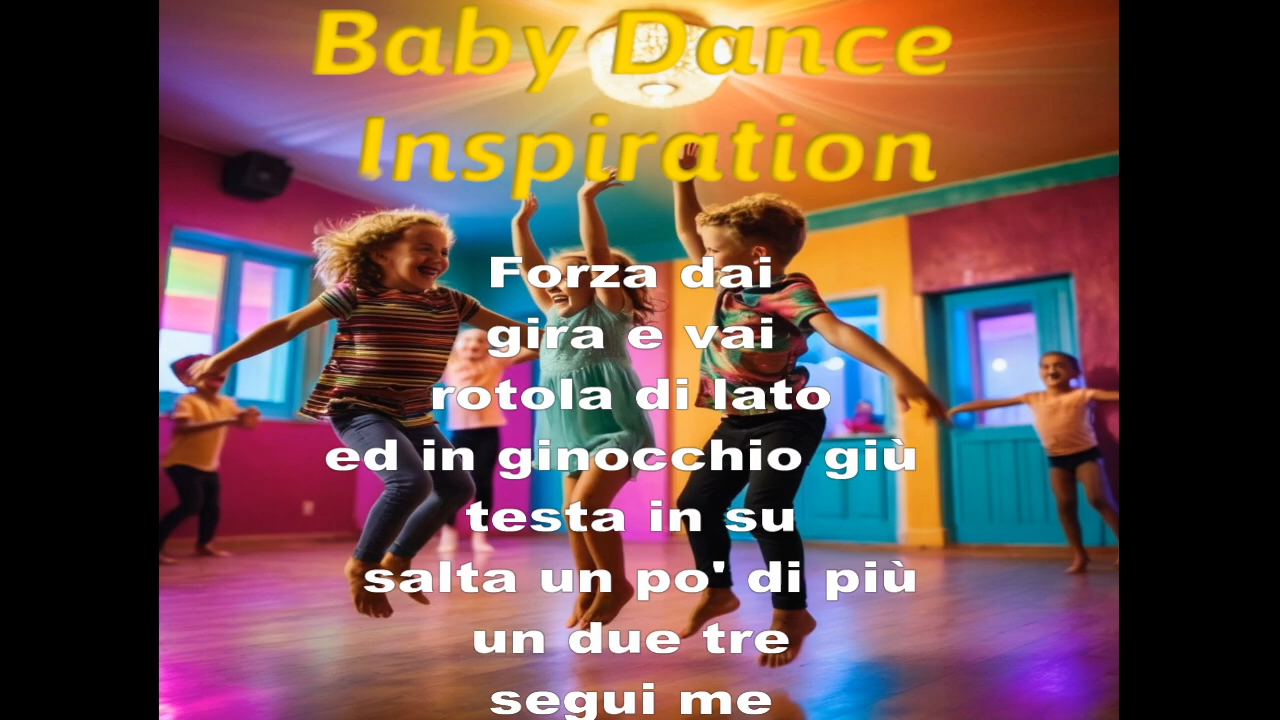 Baby Dance
Inspiration
Forza dai
gira e vai
rotola di lato
ed in ginocchio giù
testa in su
salta un po' di più
un due tre
segui me